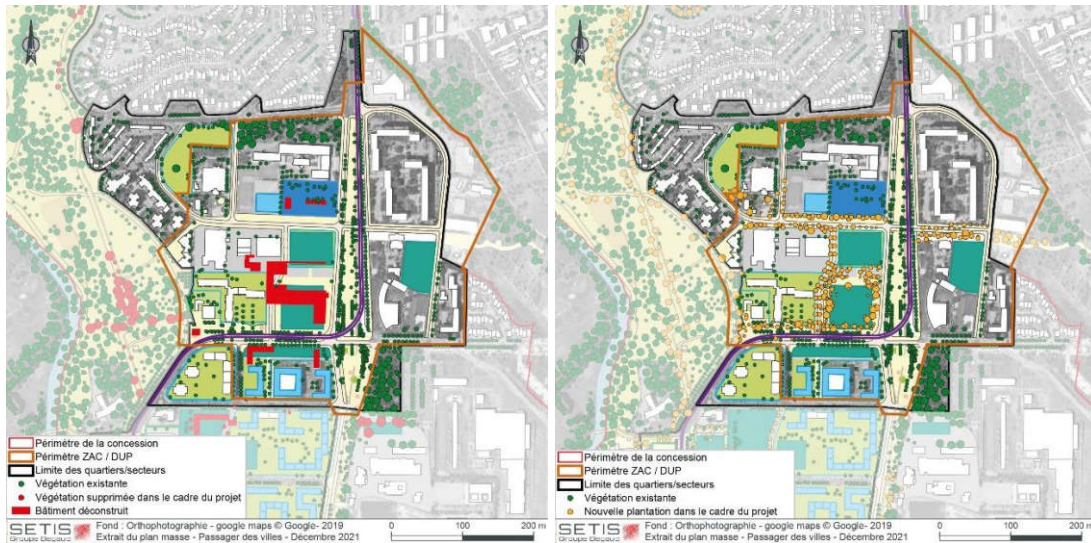 N
Périmètre de la concession
Périmètre ZAC / DUP
Limite des quartiers/secteurs
Végétation existante
Végétation supprimée dans le cadre du projet
Bâtiment déconstruit
SETIS
Groupe Degaud
Fond : Orthophotographie - google maps © Google- 2019
Extrait du plan masse - Passager des villes - Décembre 2021
0 100 200 m
N
Périmètre de la concession
Périmètre ZAC / DUP
Limite des quartiers/secteurs
Végétation existante
Nouvelle plantation dans le cadre du projet
SETIS
Groupe Degaud
Fond : Orthophotographie - google maps © Google- 2019
Extrait du plan masse - Passager des villes - Décembre 2021
0 100 200 m